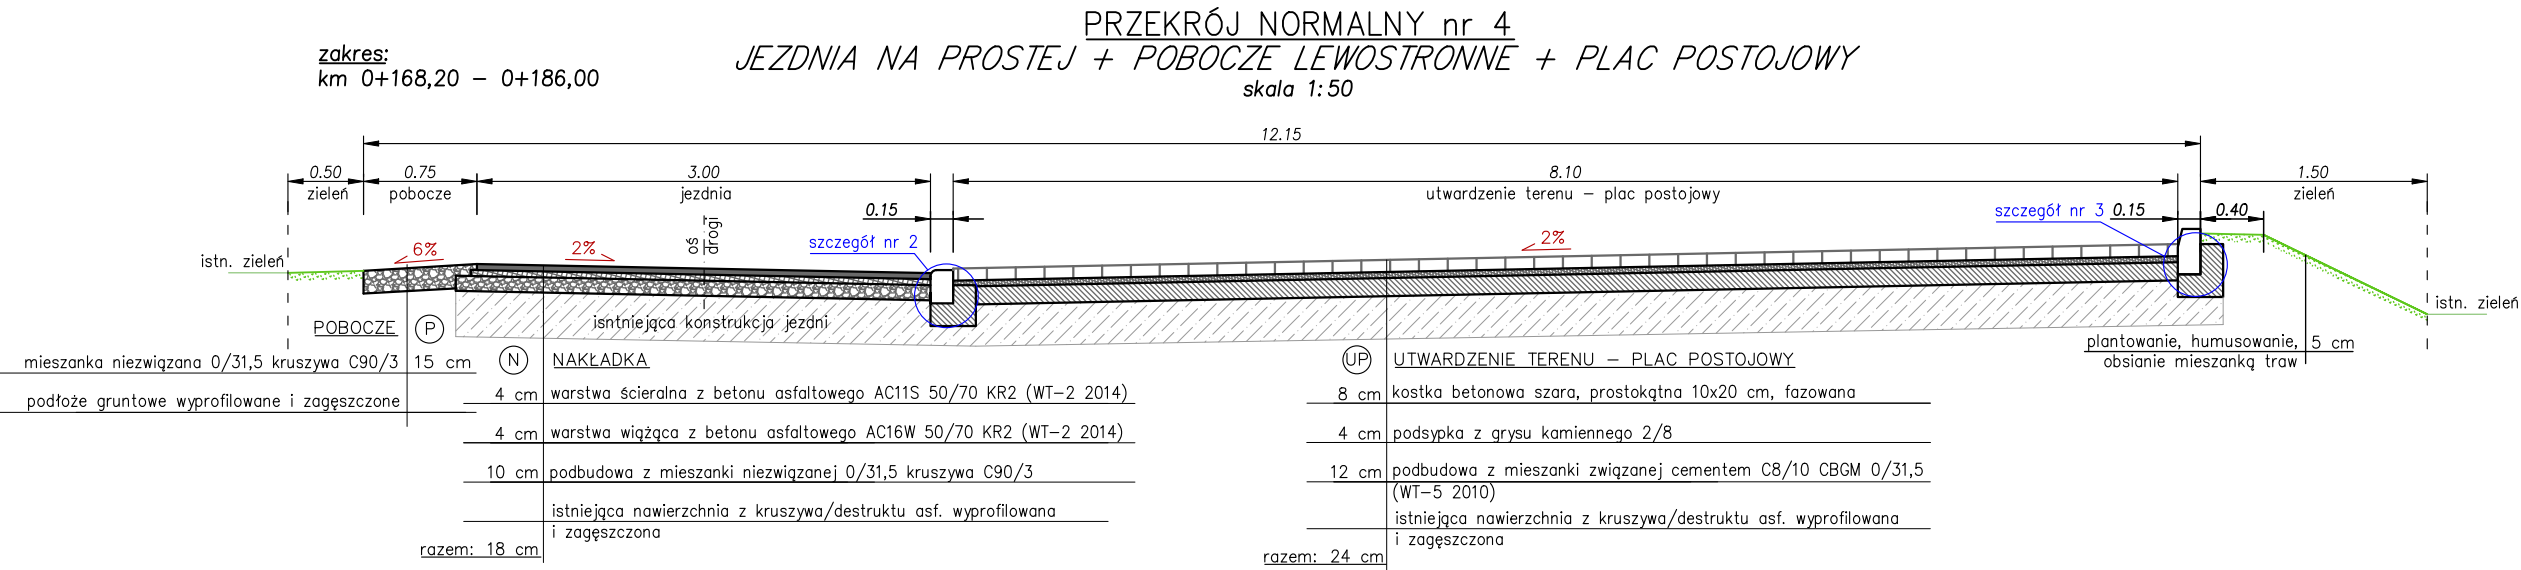 PRZEKRÓJ NORMALNY nr 4
JEZDNIA NA PROSTEJ + POBOCZE LEWOSTRONNE + PLAC POSTOJOWY
skala 1:50
zakres:
km 0+168,20 – 0+186,00
12.15
0.50
zieleń
0.75
pobocze
3.00
jezdnia
8.10
utwardzenie terenu – plac postojowy
1.50
zieleń
0.15
szczegół nr 3
0.15
0.40
oś
drogi
szczegół nr 2
6%
2%
2%
istn. zieleń
istn. zieleń
isntniejąca konstrukcja jezdni
POBOCZE P
mieszanka niezwiązana 0/31,5 kruszywa C90/3 15 cm
podłoże gruntowe wyprofilowane i zagęszczone
N NAKŁADKA
4 cm warstwa ścieralna z betonu asfaltowego AC11S 50/70 KR2 (WT–2 2014)
4 cm warstwa wiążąca z betonu asfaltowego AC16W 50/70 KR2 (WT–2 2014)
10 cm podbudowa z mieszanki niezwiązanej 0/31,5 kruszywa C90/3
istniejąca nawierzchnia z kruszywa/destruktu asf. wyprofilowana
i zagęszczona
razem: 18 cm
UP UTWARDZENIE TERENU – PLAC POSTOJOWY
8 cm kostka betonowa szara, prostokątna 10x20 cm, fazowana
4 cm podsypka z grysu kamiennego 2/8
12 cm podbudowa z mieszanki związanej cementem C8/10 CBGM 0/31,5
(WT–5 2010)
istniejąca nawierzchnia z kruszywa/destruktu asf. wyprofilowana
i zagęszczona
razem: 24 cm
plantowanie, humusowanie, 5 cm
obsianie mieszanką traw